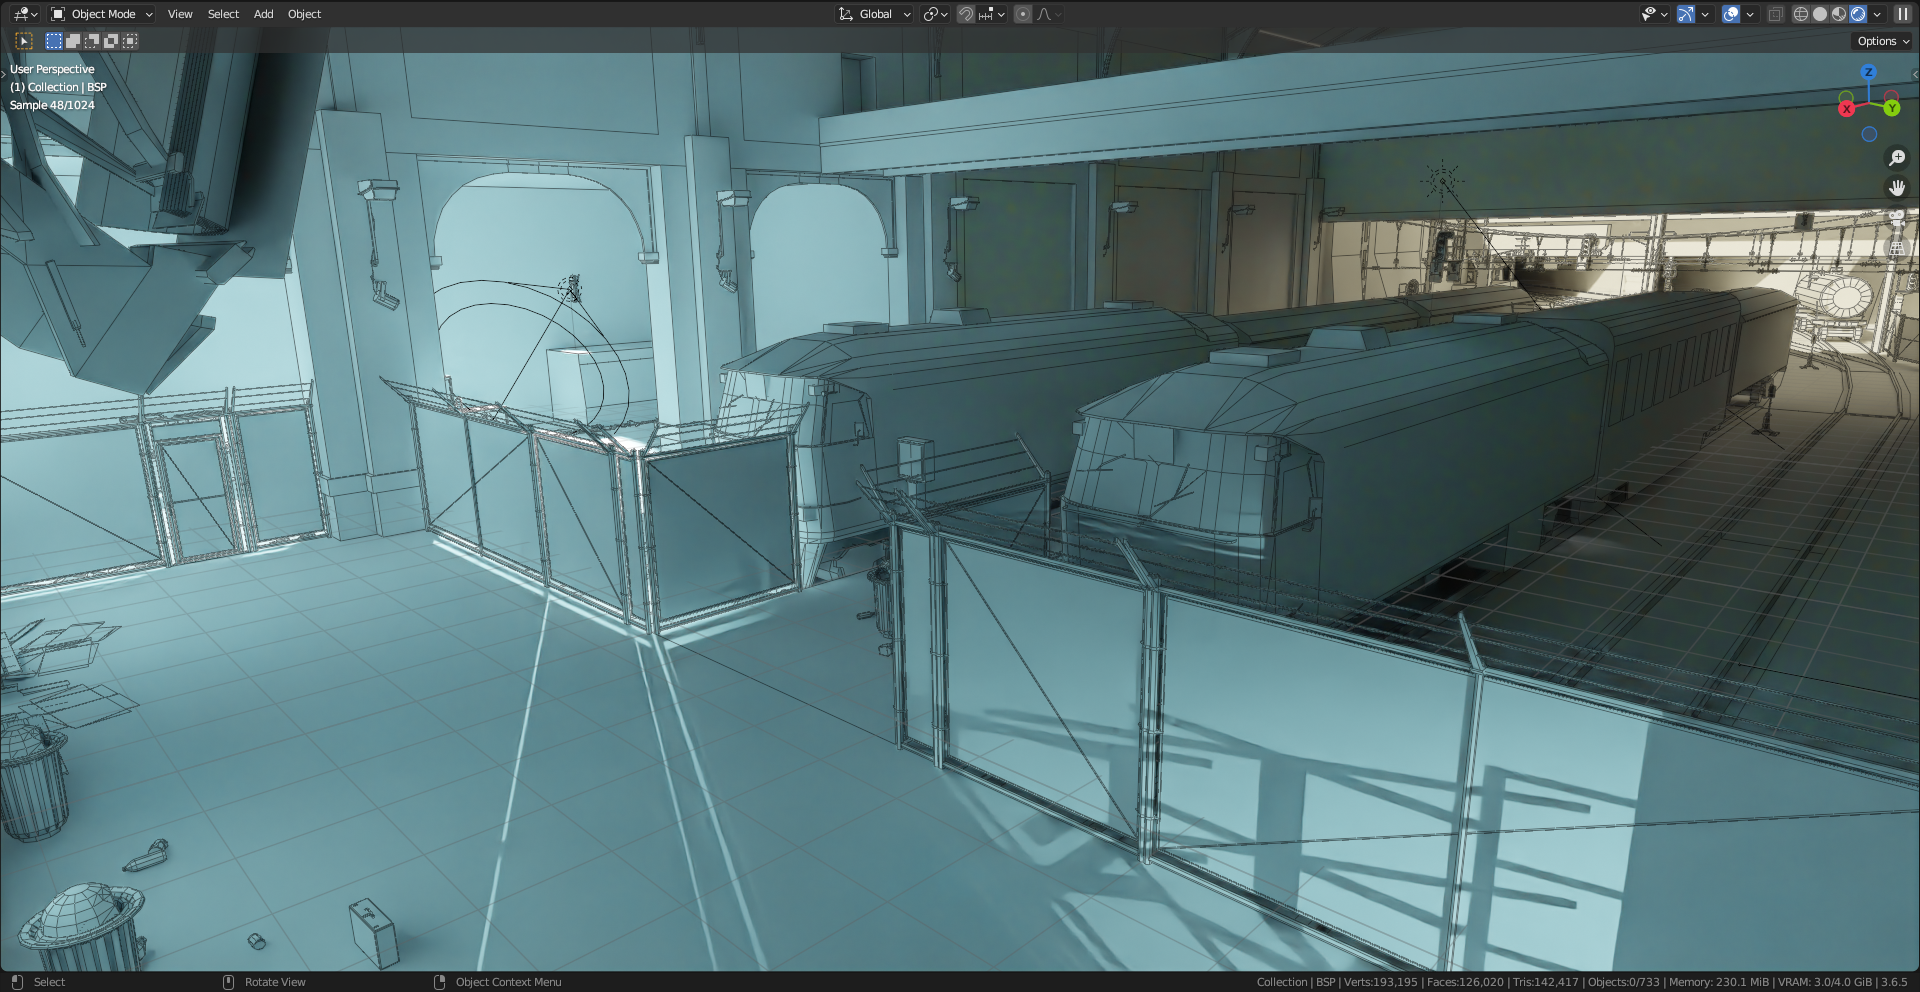 Object Mode View Select Add Object Global
Options
User Perspective
(1) Collection | BSP
Sample 48/1024
Z
X Y
Select Rotate View Object Context Menu Collection | BSP | Verts:193,195 | Faces:126,020 | Tris:142,417 | Objects:0/733 | Memory: 230.1 MiB | VRAM: 3.0/4.0 GiB | 3.6.5